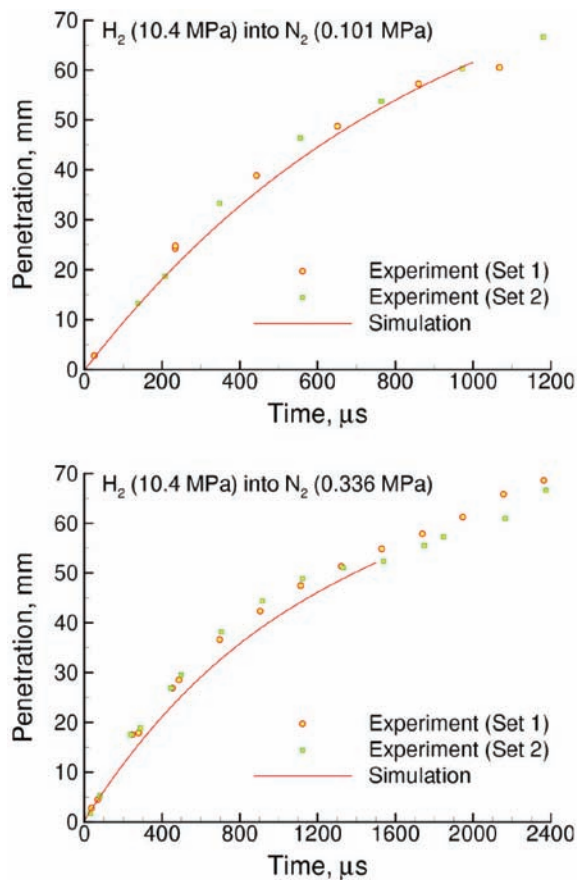 H₂ (10.4 MPa) into N₂ (0.101 MPa)
Penetration, mm
70
60
50
40
30
20
10
0
Experiment (Set 1)
Experiment (Set 2)
Simulation
0 200 400 600 800 1000 1200
Time, μs
H₂ (10.4 MPa) into N₂ (0.336 MPa)
Penetration, mm
70
60
50
40
30
20
10
0
Experiment (Set 1)
Experiment (Set 2)
Simulation
0 400 800 1200 1600 2000 2400
Time, μs